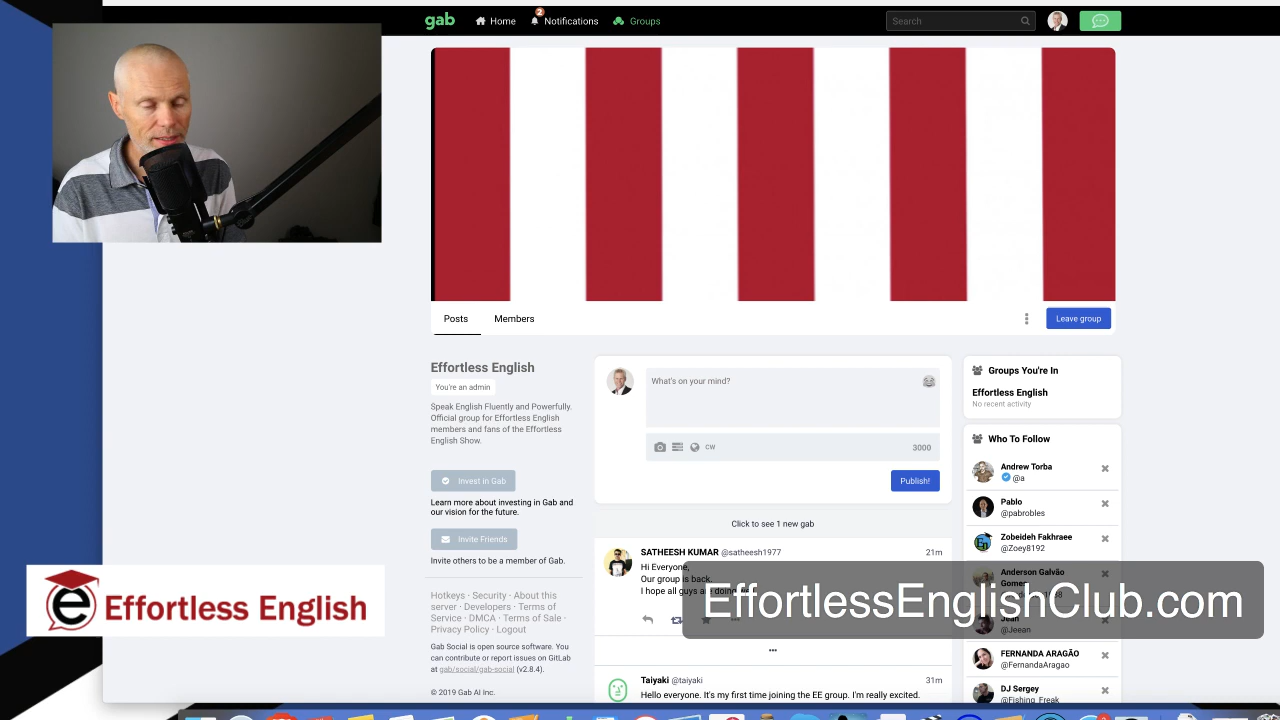 gab
Home
2
Notifications
Groups
Search
Posts
Members
Leave group
Effortless English
You're an admin
Speak English Fluently and Powerfully.
Official group for Effortless English
members and fans of the Effortless
English Show.
Invest in Gab
Learn more about investing in Gab and
our vision for the future.
Invite Friends
Invite others to be a member of Gab.
Hotkeys · Security · About this
server · Developers · Terms of
Service · DMCA · Terms of Sale ·
Privacy Policy · Logout
Gab Social is open source software. You
can contribute or report issues on GitLab
at gab/social/gab-social (v2.8.4).
© 2019 Gab AI Inc.
What's on your mind?
cw
3000
Publish!
Click to see 1 new gab
SATHEESH KUMAR @satheesh1977
21m
Hi Everyone,
Our group is back.
I hope all guys are doing
Taiyaki @taiyaki
31m
Hello everyone. It's my first time joining the EE group. I'm really excited.
Groups You're In
Effortless English
No recent activity
Who To Follow
Andrew Torba
@a
Pablo
@pabrobles
Zobeideh Fakhraee
@Zoey8192
Anderson Galvão
Gomes
Jean
@Jeean
FERNANDA ARAGÃO
@FernandaAragao
DJ Sergey
@Fishing_Freak
e Effortless English
EffortlessEnglishClub.com